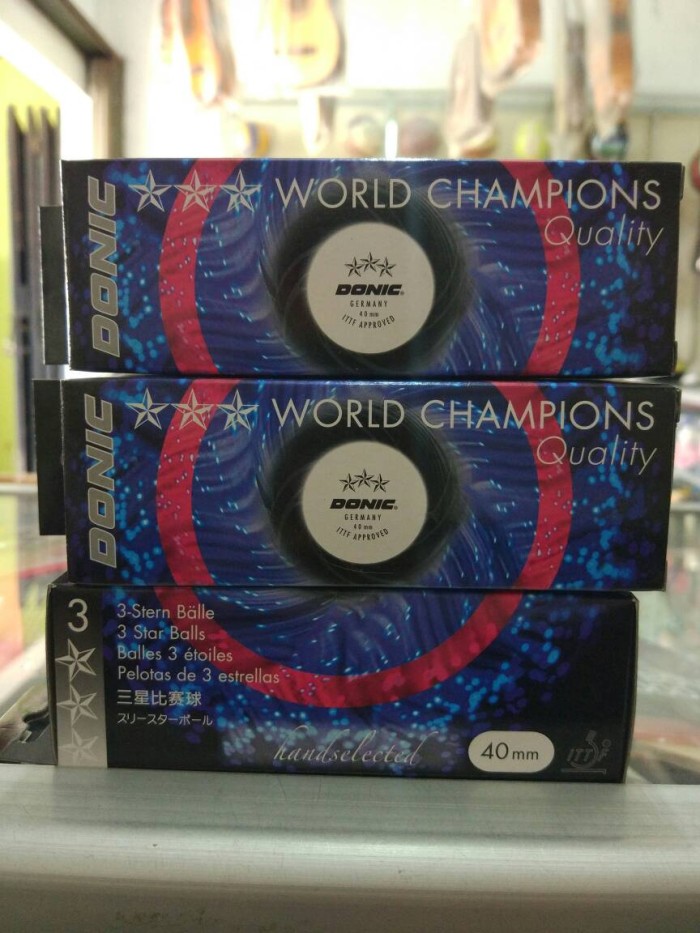 DONIC
WORLD CHAMPIONS
Quality
DONIC
GERMANY
40 mm
ITTF APPROVED
DONIC
WORLD CHAMPIONS
Quality
DONIC
GERMANY
40 mm
ITTF APPROVED
3
3-Stern Bälle
3 Star Balls
Balles 3 étoiles
Pelotas de 3 estrellas
三星比赛球
スリースターボール
handselected
40 mm
ITTF